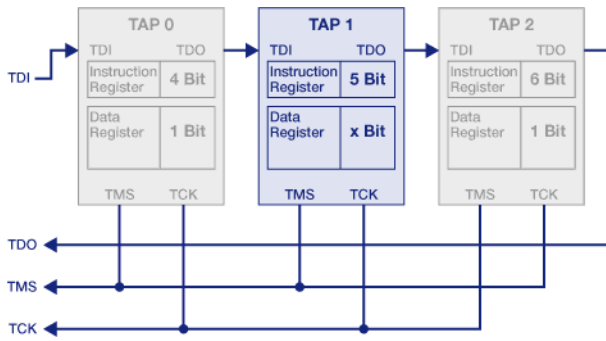 TAP 0
TAP 1
TAP 2
TDI TDO
TDI TDO
TDI TDO
TDI
Instruction
Register
4 Bit
Instruction
Register
5 Bit
Instruction
Register
6 Bit
Data
Register
1 Bit
Data
Register
x Bit
Data
Register
1 Bit
TMS TCK
TMS TCK
TMS TCK
TDO
TMS
TCK